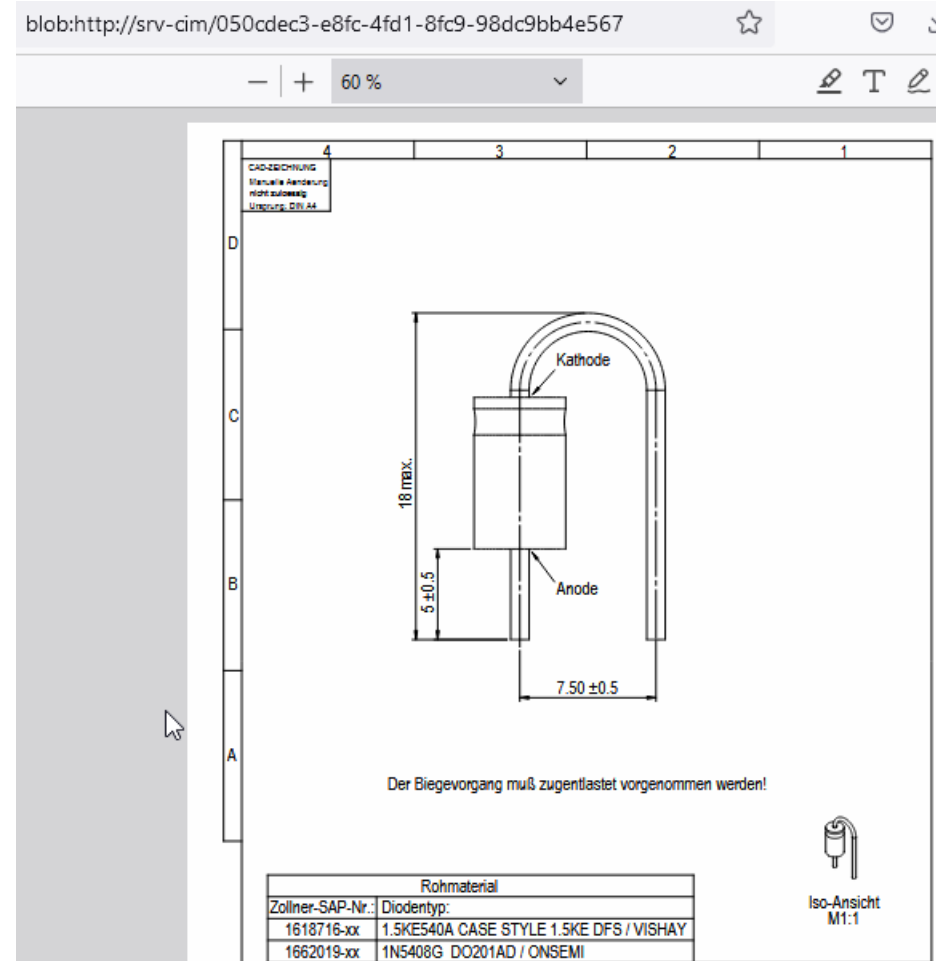 blob:http://srv-cim/050cdec3-e8fc-4fd1-8fc9-98dc9bb4e567
60 %
4 3 2 1
CAD-ZEICHNUNG
Manuelle Aenderung
nicht zulaessig
Ursprung: DIN A4
D
Kathode
C
18 max.
B
5 ±0.5
Anode
7.50 ±0.5
A
Der Biegevorgang muß zugentlastet vorgenommen werden!
Iso-Ansicht
M1:1
Rohmaterial
Zollner-SAP-Nr.: Diodentyp:
1618716-xx 1.5KE540A CASE STYLE 1.5KE DFS / VISHAY
1662019-xx 1N5408G DO201AD / ONSEMI